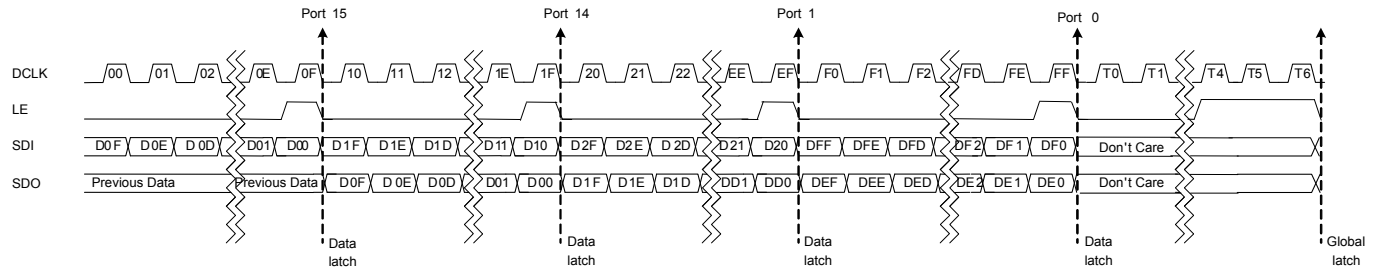 Port 15 Port 14 Port 1 Port 0
DCLK 00 01 02 0E 0F 10 11 12 1E 1F 20 21 22 EE EF F0 F1 F2 FD FE FF T0 T1 T4 T5 T6
LE
SDI D0F D0E D0D D01 D00 D1F D1E D1D D11 D10 D2F D2E D2D D21 D20 DFF DFE DFD DF2 DF1 DF0 Don't Care
SDO Previous Data Previous Data D0F D0E D0D D01 D00 D1F D1E D1D DD1 DD0 DEF DEE DED DE2 DE1 DE0 Don't Care
Data Data Data Data Global
latch latch latch latch latch